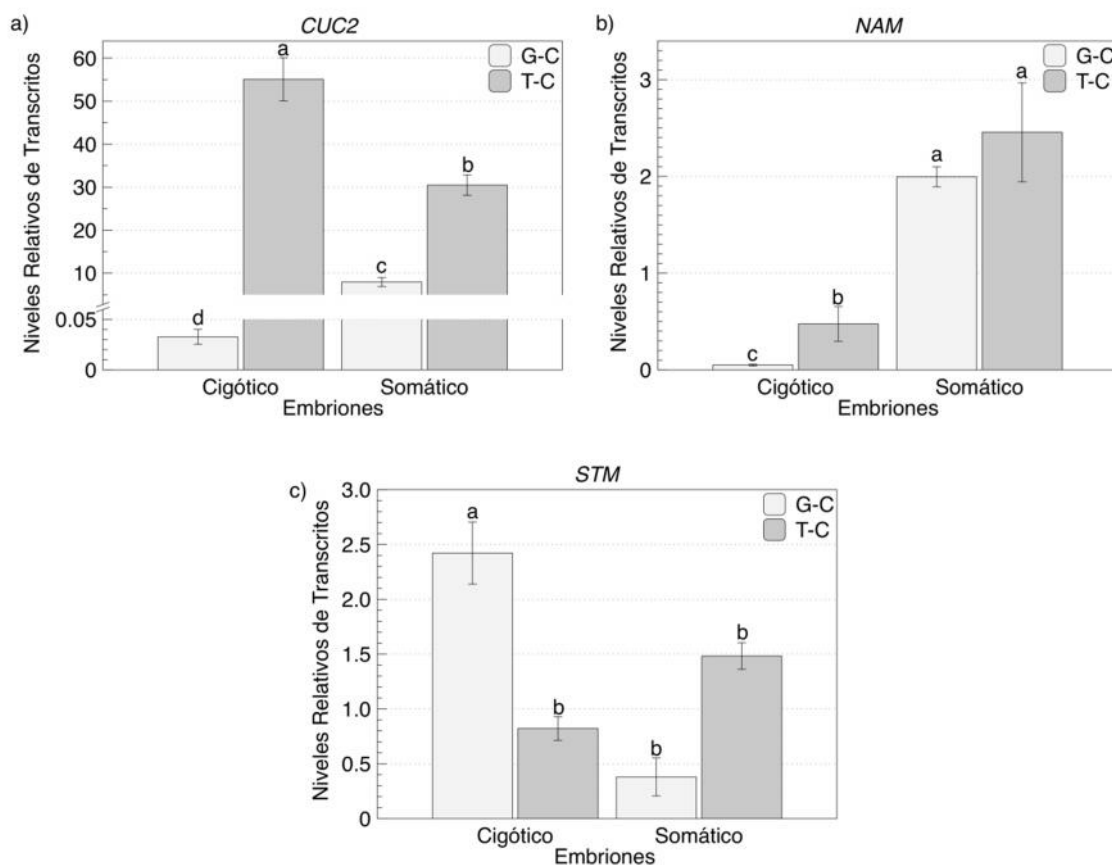 a)
CUC2
Niveles Relativos de Transcritos
60
50
40
30
20
10
0.05
0
a
b
c
d
G-C
T-C
Cigótico
Somático
Embriones
b)
NAM
Niveles Relativos de Transcritos
3
2
1
0
a
a
b
c
G-C
T-C
Cigótico
Somático
Embriones
c)
STM
Niveles Relativos de Transcritos
3.0
2.5
2.0
1.5
1.0
0.5
0
a
b
b
b
G-C
T-C
Cigótico
Somático
Embriones